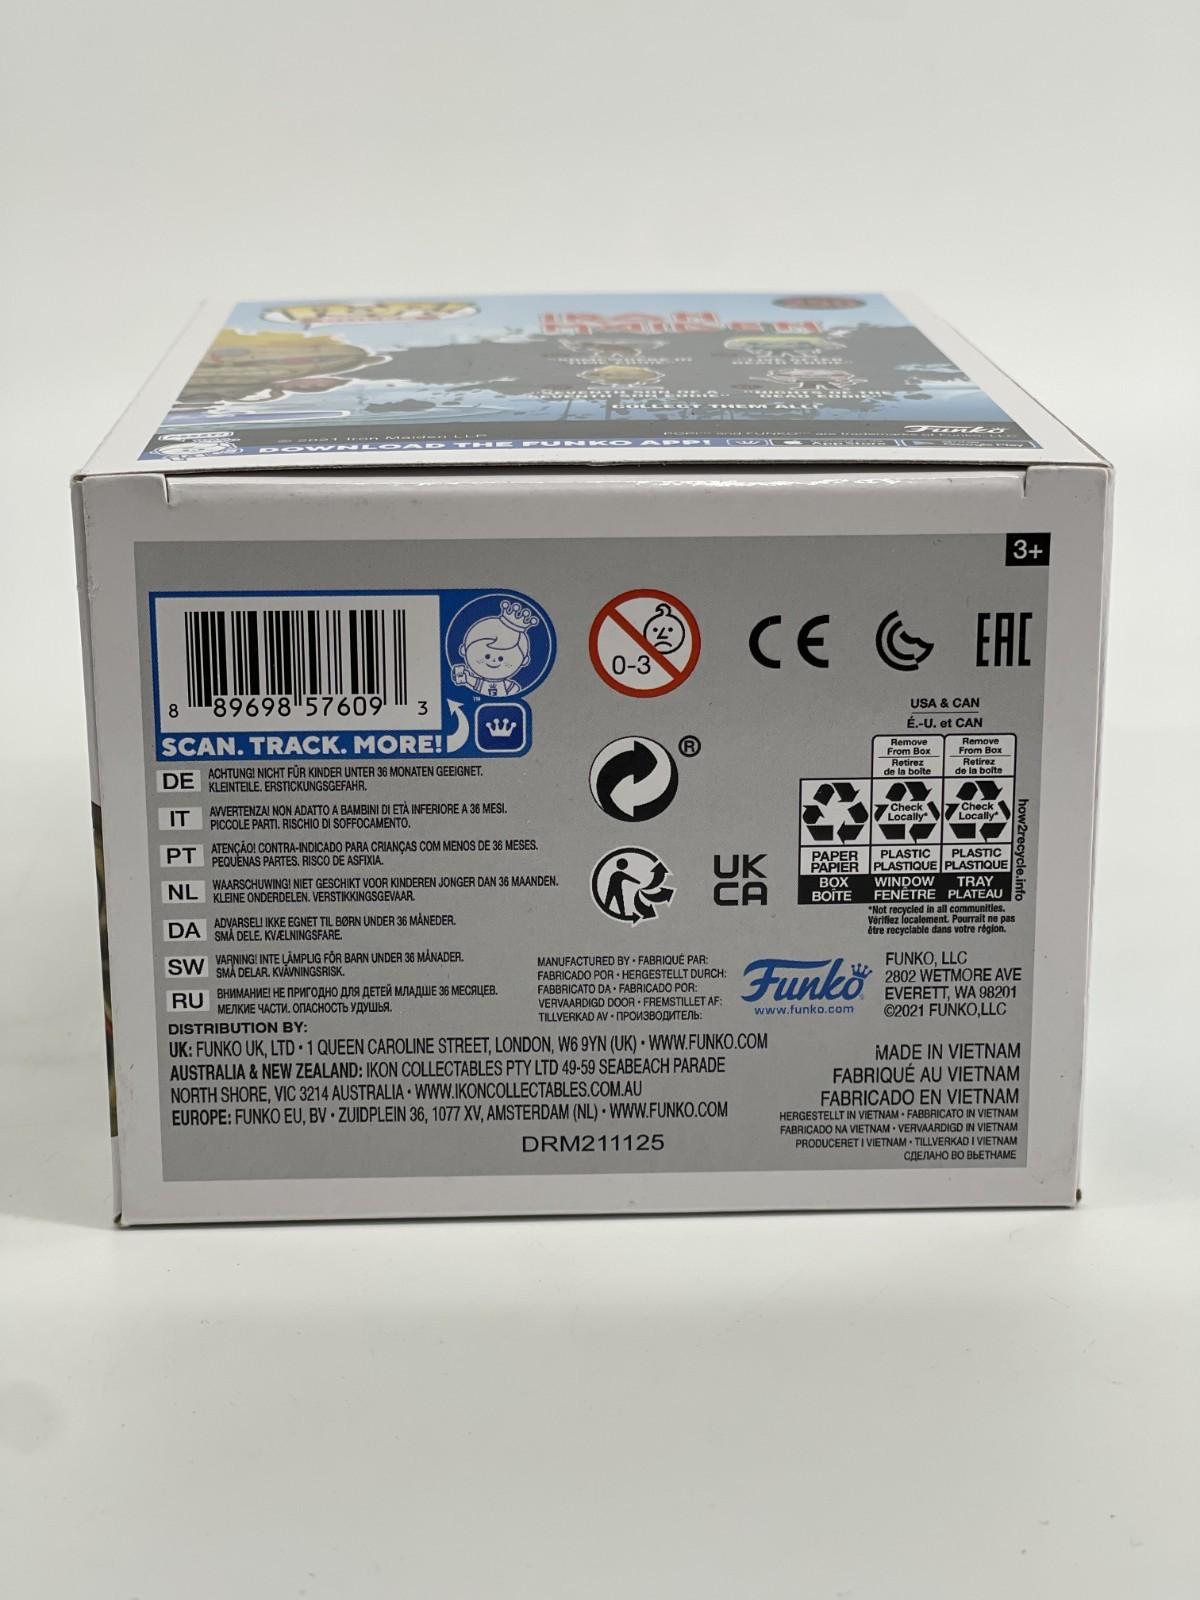 IRON
MAIDEN
COLLECT THEM ALL!
© 2021 Iron Maiden LLP
Funko
DOWNLOAD THE FUNKO APP!
3+
8 89698 57609 3
SCAN. TRACK. MORE!
™
0-3
CE
EAC
USA & CAN
É.-U. et CAN
Remove
From Box
Retirez
de la boîte
Remove
From Box
Retirez
de la boîte
Check
Locally*
Check
Locally*
PAPER
PAPIER
PLASTIC
PLASTIQUE
PLASTIC
PLASTIQUE
BOX
BOÎTE
WINDOW
FENÊTRE
TRAY
PLATEAU
how2recycle.info
*Not recycled in all communities.
Vérifiez localement. Pourrait ne pas
être recyclable dans votre région.
®
UK
CA
DE ACHTUNG! NICHT FÜR KINDER UNTER 36 MONATEN GEEIGNET.
KLEINTEILE. ERSTICKUNGSGEFAHR.
IT AVVERTENZA! NON ADATTO A BAMBINI DI ETÀ INFERIORE A 36 MESI.
PICCOLE PARTI. RISCHIO DI SOFFOCAMENTO.
PT ATENÇÃO! CONTRA-INDICADO PARA CRIANÇAS COM MENOS DE 36 MESES.
PEQUENAS PARTES. RISCO DE ASFIXIA.
NL WAARSCHUWING! NIET GESCHIKT VOOR KINDEREN JONGER DAN 36 MAANDEN.
KLEINE ONDERDELEN. VERSTIKKINGSGEVAAR.
DA ADVARSEL! IKKE EGNET TIL BØRN UNDER 36 MÅNEDER.
SMÅ DELE. KVÆLNINGSFARE.
SW VARNING! INTE LÄMPLIG FÖR BARN UNDER 36 MÅNADER.
SMÅ DELAR. KVÄVNINGSRISK.
RU ВНИМАНИЕ! НЕ ПРИГОДНО ДЛЯ ДЕТЕЙ МЛАДШЕ 36 МЕСЯЦЕВ.
МЕЛКИЕ ЧАСТИ. ОПАСНОСТЬ УДУШЬЯ.
MANUFACTURED BY • FABRIQUÉ PAR:
FABRICADO POR • HERGESTELLT DURCH:
FABBRICATO DA • FABRICADO POR:
VERVAARDIGD DOOR • FREMSTILLET AF:
TILLVERKAD AV • ПРОИЗВОДИТЕЛЬ:
Funko
www.funko.com
FUNKO, LLC
2802 WETMORE AVE
EVERETT, WA 98201
©2021 FUNKO,LLC
DISTRIBUTION BY:
UK: FUNKO UK, LTD • 1 QUEEN CAROLINE STREET, LONDON, W6 9YN (UK) • WWW.FUNKO.COM
AUSTRALIA & NEW ZEALAND: IKON COLLECTABLES PTY LTD 49-59 SEABEACH PARADE
NORTH SHORE, VIC 3214 AUSTRALIA • WWW.IKONCOLLECTABLES.COM.AU
EUROPE: FUNKO EU, BV • ZUIDPLEIN 36, 1077 XV, AMSTERDAM (NL) • WWW.FUNKO.COM
DRM211125
MADE IN VIETNAM
FABRIQUÉ AU VIETNAM
FABRICADO EN VIETNAM
HERGESTELLT IN VIETNAM • FABBRICATO IN VIETNAM
FABRICADO NA VIETNAM • VERVAARDIGD IN VIETNAM
PRODUCERET I VIETNAM • TILLVERKAD I VIETNAM
СДЕЛАНО ВО ВЬЕТНАМЕ